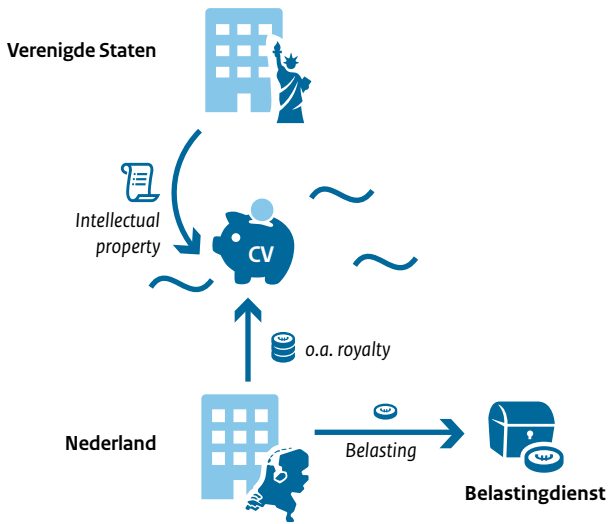 Verenigde Staten
Intellectual
property
CV
o.a. royalty
Nederland
Belasting
Belastingdienst